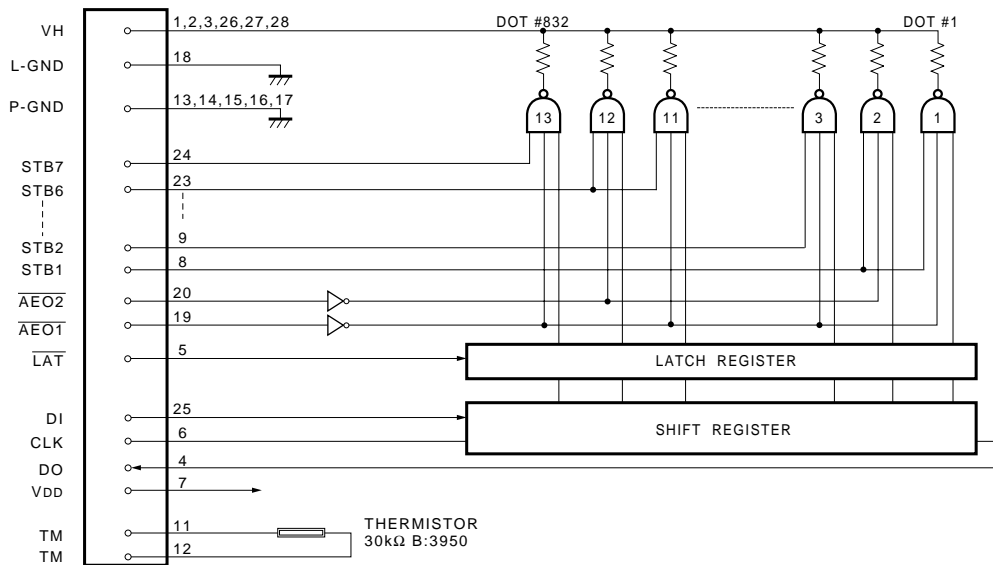 VH 1,2,3,26,27,28 DOT #832 DOT #1
L-GND 18
P-GND 13,14,15,16,17
13 12 11 3 2 1
STB7 24
STB6 23
STB2 9
STB1 8
AEO2 20
AEO1 19
LAT 5 LATCH REGISTER
DI 25
CLK 6 SHIFT REGISTER
DO 4
VDD 7
TM 11 THERMISTOR
30kΩ B:3950
TM 12